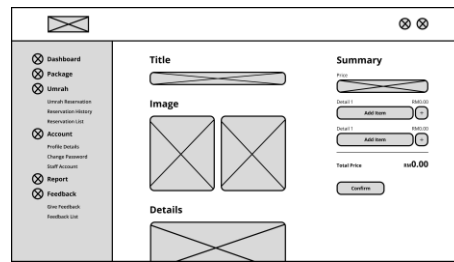 Dashboard
Package
Umrah
Umrah Reservation
Reservation History
Reservation List
Account
Profile Details
Change Password
Staff Account
Report
Feedback
Give Feedback
Feedback List
Title
Image
Details
Summary
Price
Detail 1 RM0.00
Add Item +
Detail 1 RM0.00
Add Item +
Total Price RM0.00
Confirm